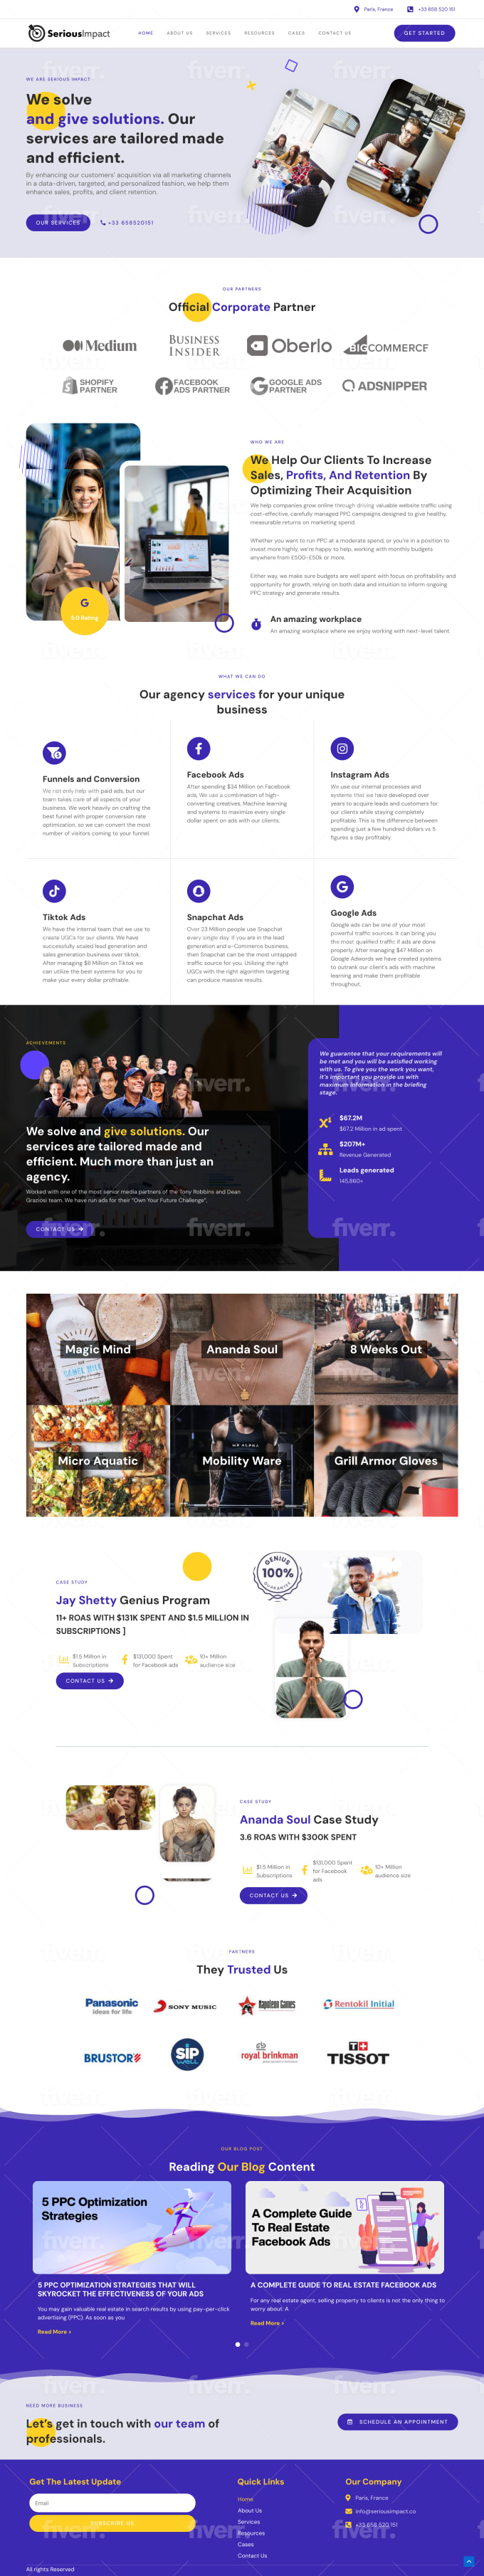 Paris, France +33 658 520 151
SeriousImpact
HOME ABOUT US SERVICES RESOURCES CASES CONTACT US
GET STARTED
WE ARE SERIOUS IMPACT
We solve
and give solutions. Our
services are tailored made
and efficient.
By enhancing our customers' acquisition via all marketing channels
in a data-driven, targeted, and personalized fashion, we help them
enhance sales, profits, and client retention.
OUR SERVICES
+33 656520151
OUR PARTNERS
Official Corporate Partner
Medium
BUSINESS
INSIDER
Oberlo
BIGCOMMERCE
SHOPIFY
PARTNER
FACEBOOK
ADS PARTNER
GOOGLE ADS
PARTNER
ADSNIPPER
WHO WE ARE
We Help Our Clients To Increase
Sales, Profits, And Retention By
Optimizing Their Acquisition
We help companies grow online through driving valuable website traffic using
cost-effective, carefully managed PPC campaigns designed to give healthy,
measurable returns on marketing spend.
Whether you want to run PPC at a moderate spend, or you're in a position to
invest more highly, we're happy to help, working with monthly budgets
anywhere from £500-£50k or more.
Either way, we make sure budgets are well spent with focus on profitability and
opportunity for growth, relying on both data and intuition to inform ongoing
PPC strategy and generate results.
5.0 Rating
An amazing workplace
An amazing workplace where we enjoy working with next-level talent.
WHAT WE CAN DO
Our agency services for your unique
business
Funnels and Conversion
We not only help with paid ads, but our
team takes care of all aspects of your
business. We work heavily on crafting the
best funnel with proper conversion rate
optimization, so we can convert the most
number of visitors coming to your funnel.
Facebook Ads
After spending $34 Million on Facebook
ads, We use a combination of high-
converting creatives, Machine learning
and systems to maximize every single
dollar spent on ads with our clients.
Instagram Ads
We use our internal processes and
systems that we have developed over
years to acquire leads and customers for
our clients while staying completely
profitable. This is the difference between
spending just a few hundred dollars vs 5
figures a day profitably.
Tiktok Ads
We have the internal team that we use to
create UGCs for our clients. We have
successfully scaled lead generation and
sales generation business over tiktok.
After managing $8 Million on Tiktok we
can utilize the best systems for you to
make your every dollar profitable.
Snapchat Ads
Over 23 Million people use Snapchat
every single day. If you are in the lead
generation and e-Commerce business,
then Snapchat can be the most untapped
traffic source for you. Utilizing the right
UGCs with the right algorithm targeting
can produce massive results.
Google Ads
Google ads can be one of your most
powerful traffic sources. It can bring you
the most qualified traffic if ads are done
properly. After managing $47 Million on
Google Adwords we have created systems
to outrank our client's ads with machine
learning and make them profitable
throughout.
ACHIEVEMENTS
We solve and give solutions. Our
services are tailored made and
efficient. Much more than just an
agency.
Worked with one of the most senior media partners of the Tony Robbins and Dean
Graziosi team. We have run ads for their "Own Your Future Challenge".
CONTACT US
We guarantee that your requirements will
be met and you will be satisfied working
with us. To give you the work you want,
it's important you provide us with
maximum information in the briefing
stage.
$67.2M
$67.2 Million in ad spent
$207M+
Revenue Generated
Leads generated
145,860+
Magic Mind
Ananda Soul
8 Weeks Out
Micro Aquatic
Mobility Ware
Grill Armor Gloves
CASE STUDY
Jay Shetty Genius Program
11+ ROAS WITH $131K SPENT AND $1.5 MILLION IN
SUBSCRIPTIONS ]
$1.5 Million in
Subscriptions
$131,000 Spent
for Facebook ads
10+ Million
audience size
CONTACT US
GENIUS
100%
CASE STUDY
Ananda Soul Case Study
3.6 ROAS WITH $300K SPENT
$1.5 Million in
Subscriptions
$131,000 Spent
for Facebook
ads
10+ Million
audience size
CONTACT US
PARTNERS
They Trusted Us
Panasonic
ideas for life
SONY MUSIC
Napoleon Games
Rentokil Initial
BRUSTOR
SIP
WELL
royal brinkman
TISSOT
OUR BLOG POST
Reading Our Blog Content
5 PPC Optimization
Strategies
5 PPC OPTIMIZATION STRATEGIES THAT WILL
SKYROCKET THE EFFECTIVENESS OF YOUR ADS
You may gain valuable real estate in search results by using pay-per-click
advertising (PPC). As soon as you
Read More »
A Complete Guide
To Real Estate
Facebook Ads
A COMPLETE GUIDE TO REAL ESTATE FACEBOOK ADS
For any real estate agent, selling property to clients is not the only thing to
worry about. A
Read More »
NEED MORE BUSINESS
Let's get in touch with our team of
professionals.
SCHEDULE AN APPOINTMENT
Get The Latest Update
Email
SUBSCRIBE US
Quick Links
Home
About Us
Services
Resources
Cases
Contact Us
Our Company
Paris, France
info@seriousimpact.co
+33 658 520 151
All rights Reserved